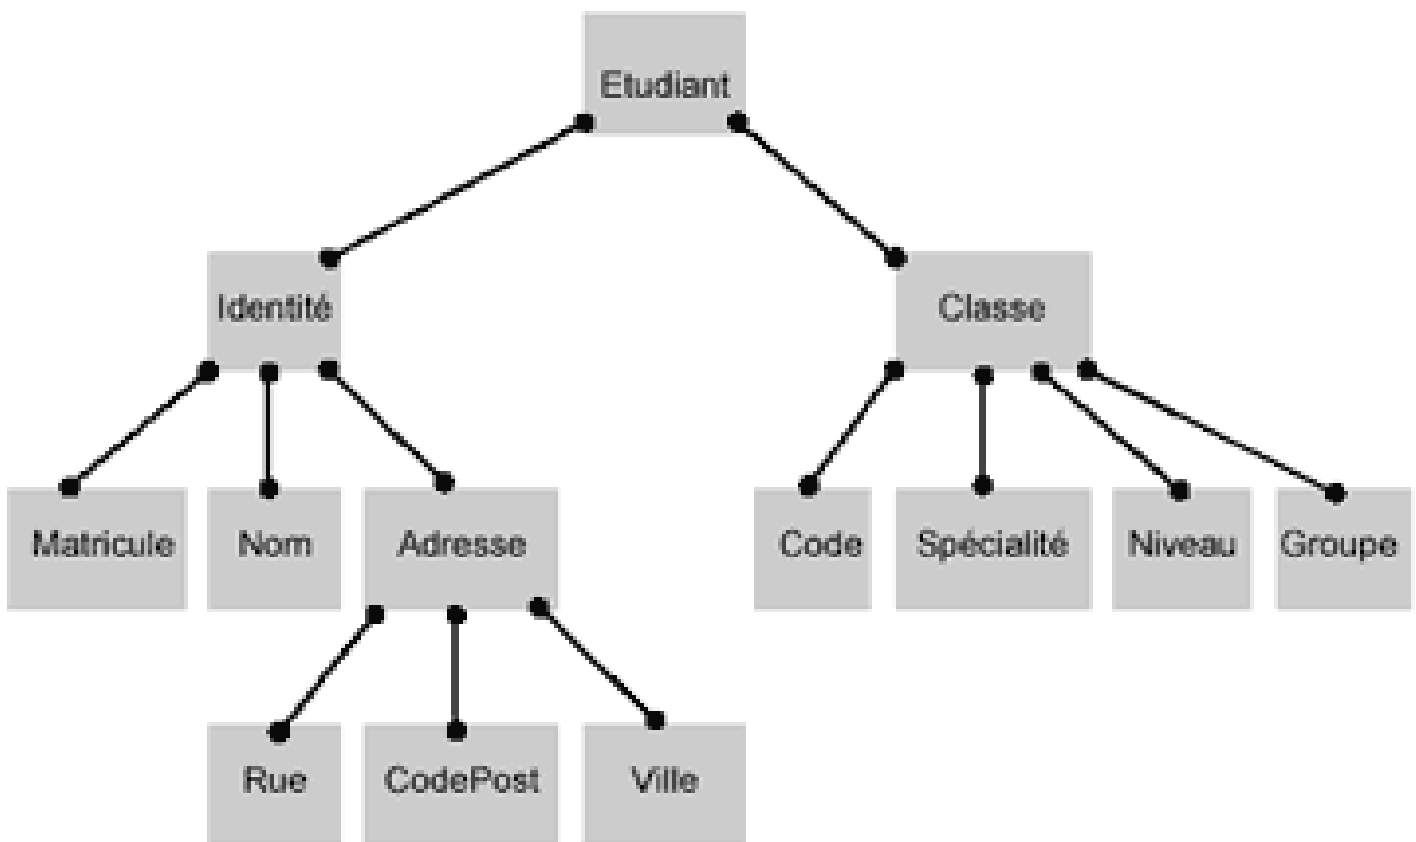 Etudiant
Identité
Classe
Matricule
Nom
Adresse
Code
Spécialité
Niveau
Groupe
Rue
CodePost
Ville